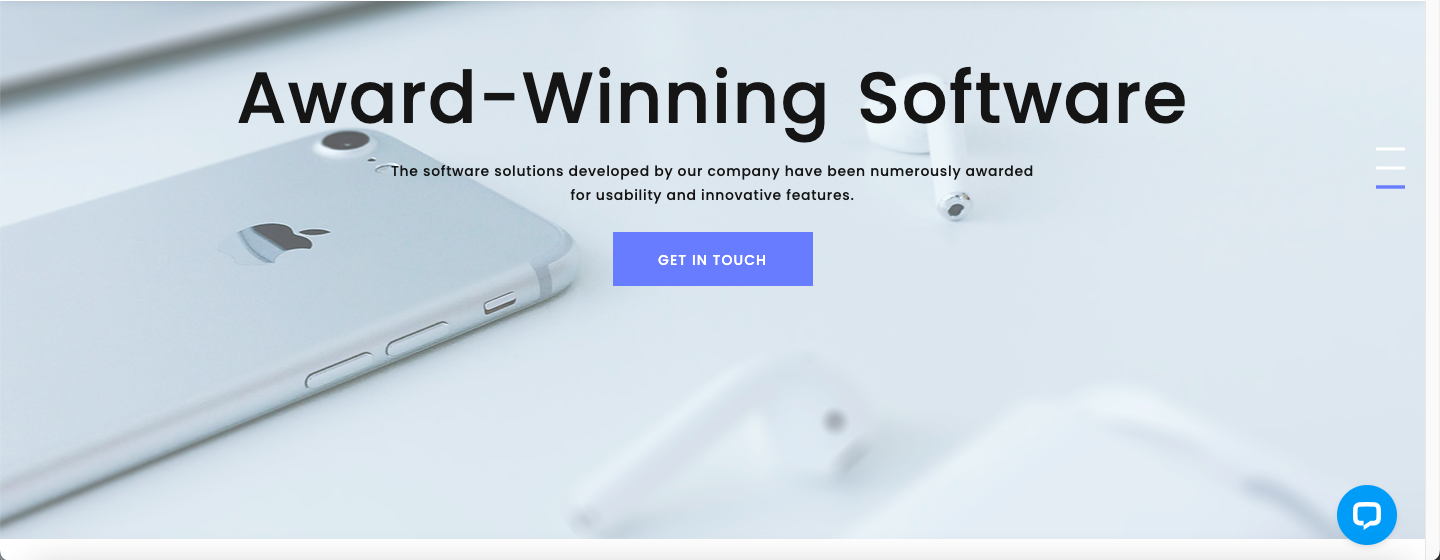 Award-Winning Software
The software solutions developed by our company have been numerously awarded
for usability and innovative features.
GET IN TOUCH